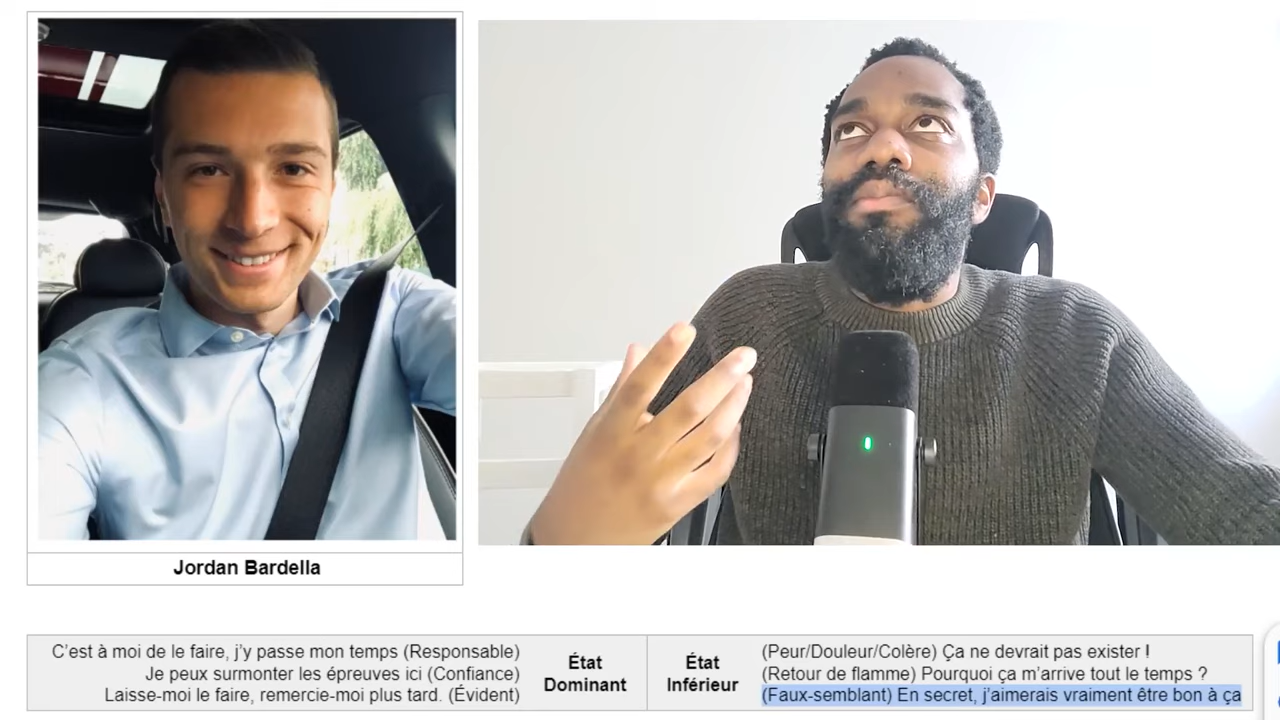 Jordan Bardella
C’est à moi de le faire, j’y passe mon temps (Responsable)
Je peux surmonter les épreuves ici (Confiance)
Laisse-moi le faire, remercie-moi plus tard. (Évident)
État
Dominant
État
Inférieur
(Peur/Douleur/Colère) Ça ne devrait pas exister !
(Retour de flamme) Pourquoi ça m’arrive tout le temps ?
(Faux-semblant) En secret, j’aimerais vraiment être bon à ça